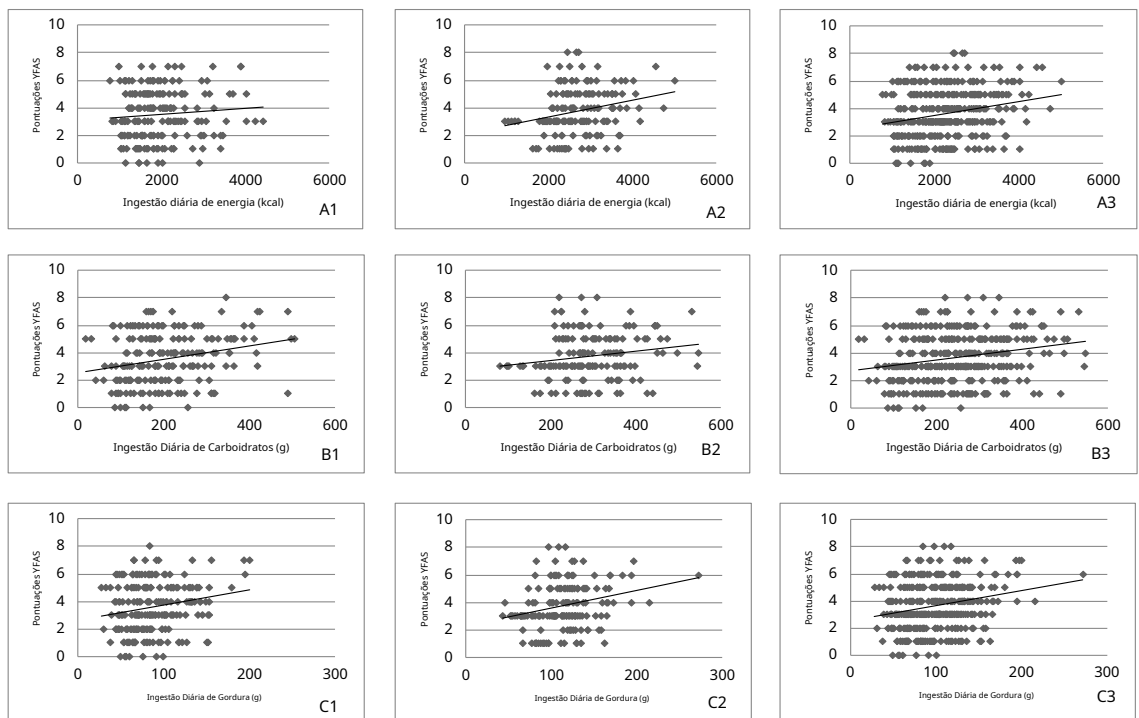 10
8
6
4
2
0
Pontuações YFAS
0 2000 4000 6000
Ingestão diária de energia (kcal)
A1
10
8
6
4
2
0
Pontuações YFAS
0 2000 4000 6000
Ingestão diária de energia (kcal)
A2
10
8
6
4
2
0
Pontuações YFAS
0 2000 4000 6000
Ingestão diária de energia (kcal)
A3
10
8
6
4
2
0
Pontuações YFAS
0 200 400 600
Ingestão Diária de Carboidratos (g)
B1
10
8
6
4
2
0
Pontuações YFAS
0 200 400 600
Ingestão Diária de Carboidratos (g)
B2
10
8
6
4
2
0
Pontuações YFAS
0 200 400 600
Ingestão Diária de Carboidratos (g)
B3
10
8
6
4
2
0
Pontuações YFAS
0 100 200 300
Ingestão Diária de Gordura (g)
C1
10
8
6
4
2
0
Pontuações YFAS
0 100 200 300
Ingestão Diária de Gordura (g)
C2
10
8
6
4
2
0
Pontuações YFAS
0 100 200 300
Ingestão Diária de Gordura (g)
C3